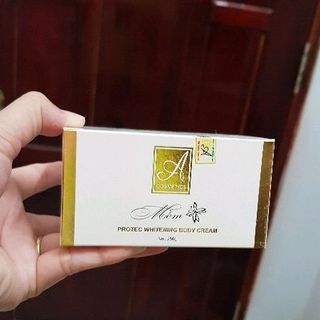 A
COSMETICS
Mềm
PROTEC WHITENING BODY CREAM